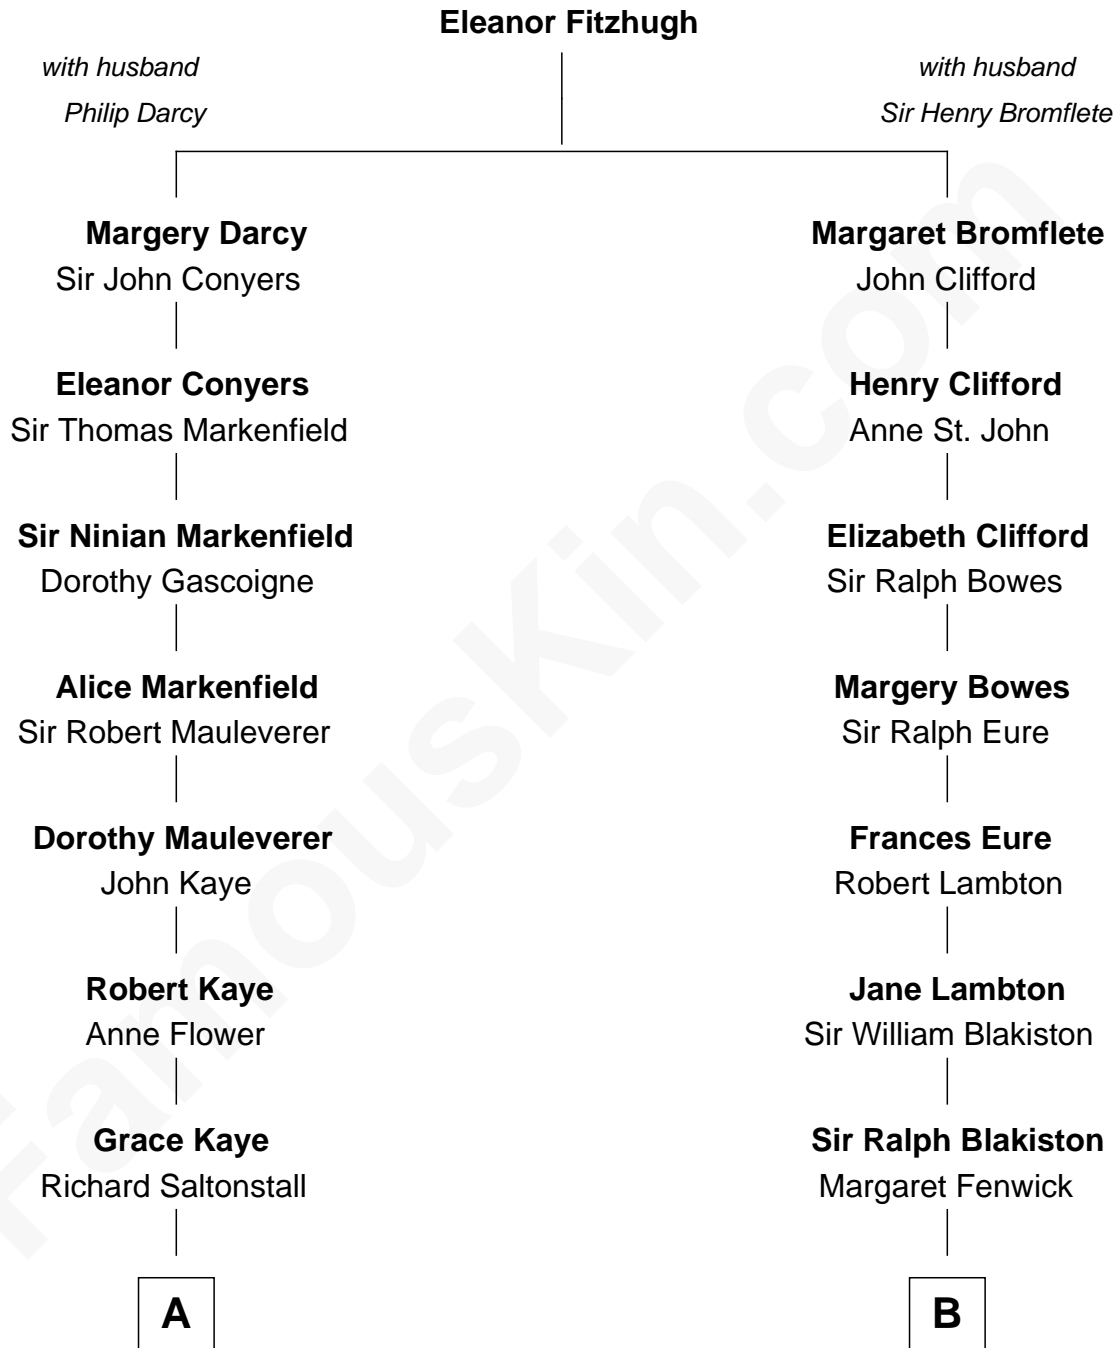 Eleanor Fitzhugh
with husband
Philip Darcy
with husband
Sir Henry Bromflete
Margery Darcy
Sir John Conyers
Margaret Bromflete
John Clifford
Eleanor Conyers
Sir Thomas Markenfield
Henry Clifford
Anne St. John
Sir Ninian Markenfield
Dorothy Gascoigne
Elizabeth Clifford
Sir Ralph Bowes
Alice Markenfield
Sir Robert Mauleverer
Margery Bowes
Sir Ralph Eure
Dorothy Mauleverer
John Kaye
Frances Eure
Robert Lambton
Robert Kaye
Anne Flower
Jane Lambton
Sir William Blakiston
Grace Kaye
Richard Saltonstall
Sir Ralph Blakiston
Margaret Fenwick
A
B
FamousKin.com